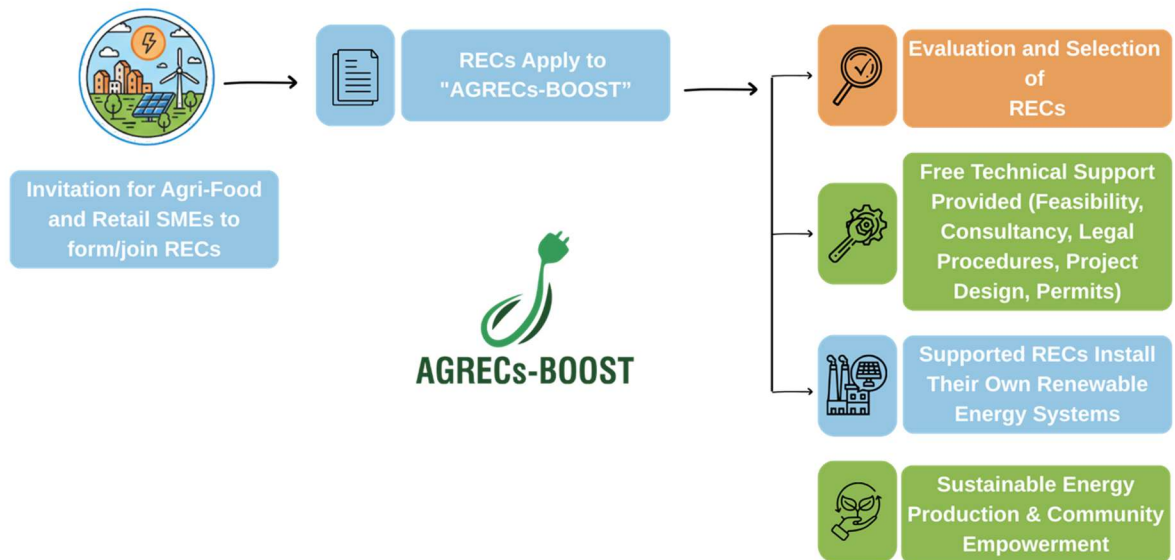 Invitation for Agri-Food
and Retail SMEs to
form/join RECs
RECs Apply to
"AGRECs-BOOST”
AGRECs-BOOST
Evaluation and Selection
of
RECs
Free Technical Support
Provided (Feasibility,
Consultancy, Legal
Procedures, Project
Design, Permits)
Supported RECs Install
Their Own Renewable
Energy Systems
Sustainable Energy
Production & Community
Empowerment